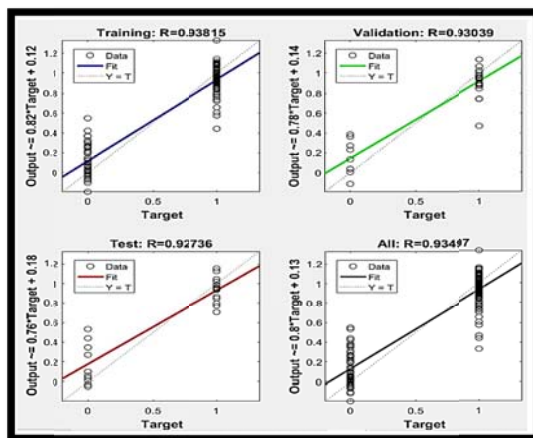 Training: R=0.93815
Output ~= 0.82*Target + 0.12
1.2
1
0.8
0.6
0.4
0.2
0
Data
Fit
Y = T
0
0.5
1
Target
Validation: R=0.93039
Output ~= 0.78*Target + 0.14
1.2
1
0.8
0.6
0.4
0.2
0
Data
Fit
Y = T
0
0.5
1
Target
Test: R=0.92736
Output ~= 0.76*Target + 0.18
1.2
1
0.8
0.6
0.4
0.2
0
Data
Fit
Y = T
0
0.5
1
Target
All: R=0.93497
Output ~= 0.8*Target + 0.13
1.2
1
0.8
0.6
0.4
0.2
0
-0.2
Data
Fit
Y = T
0
0.5
1
Target